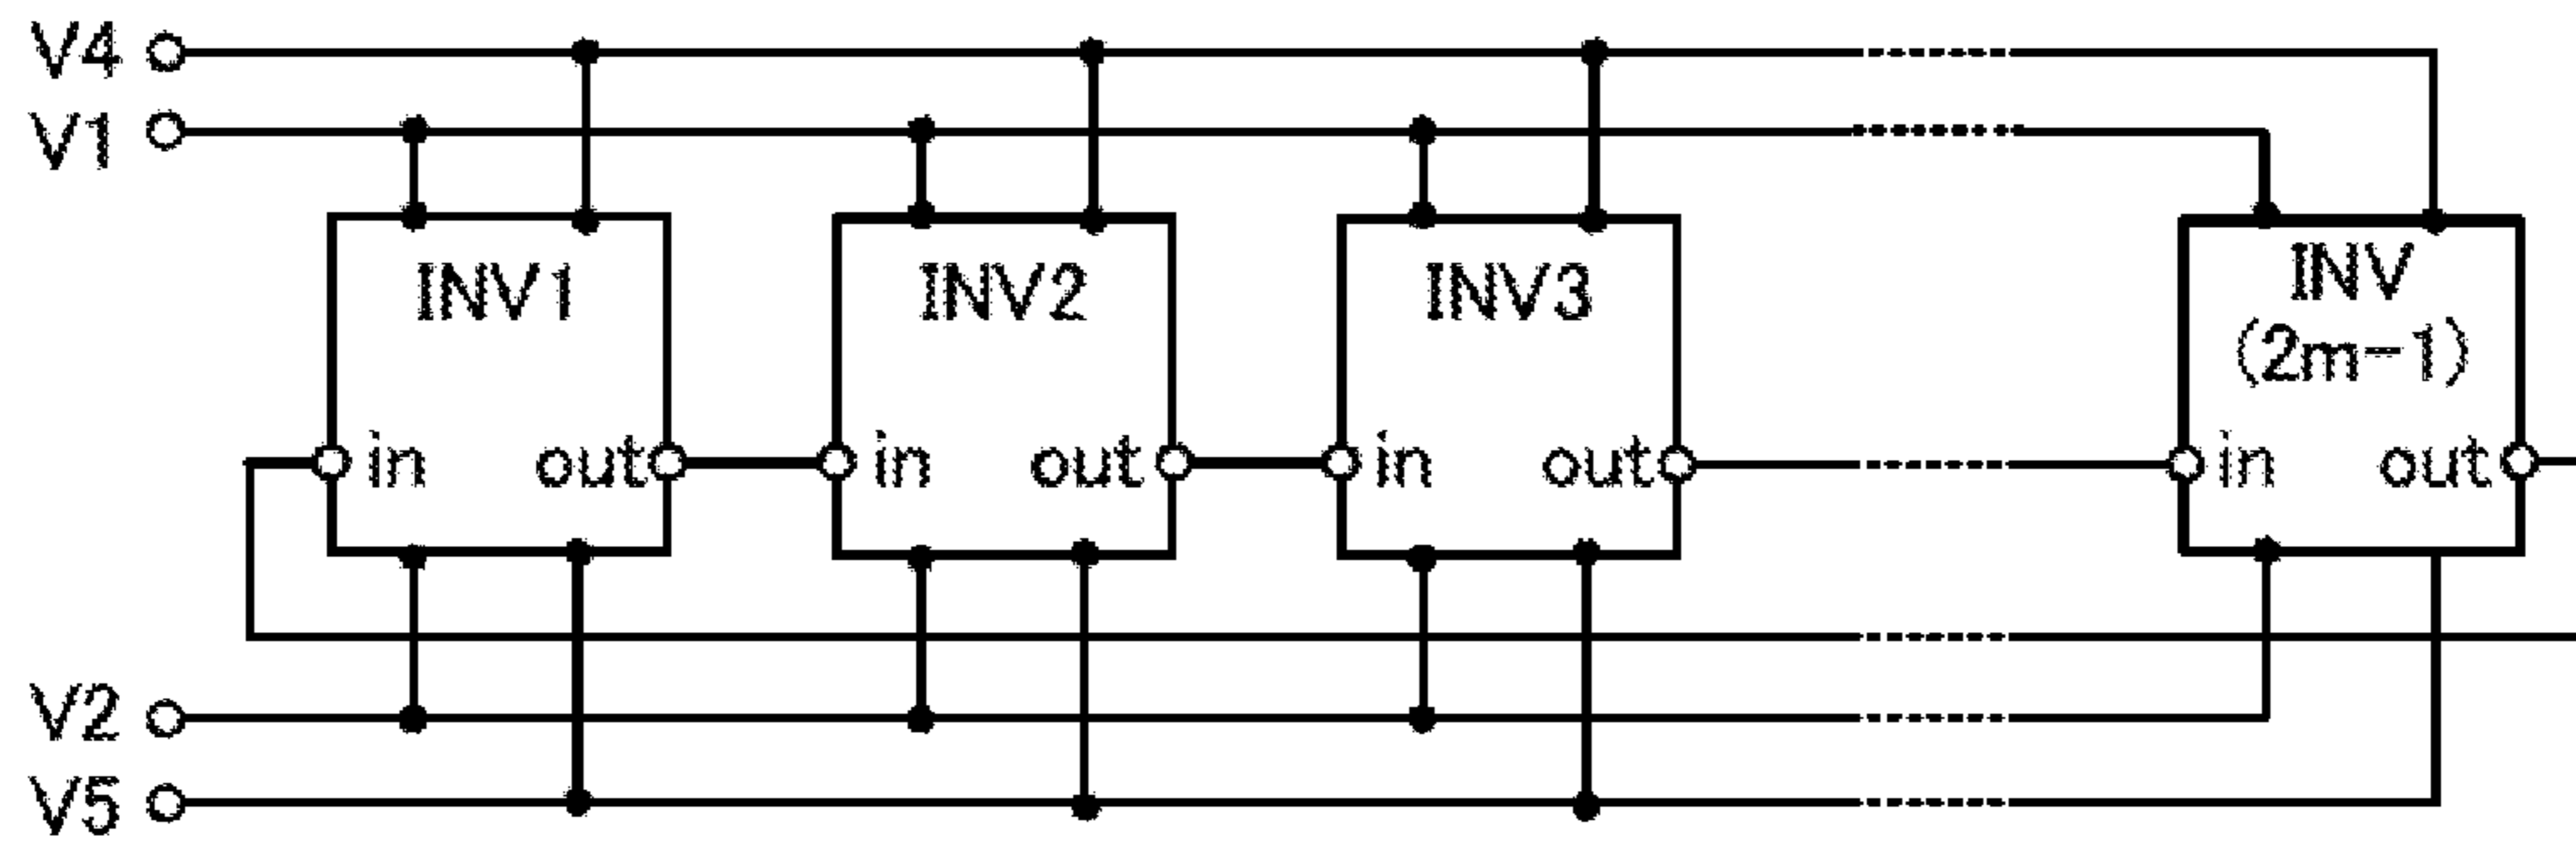 V4
V1
INV1
INV2
INV3
INV
(2m-1)
in
out
in
out
in
out
in
out
V2
V5